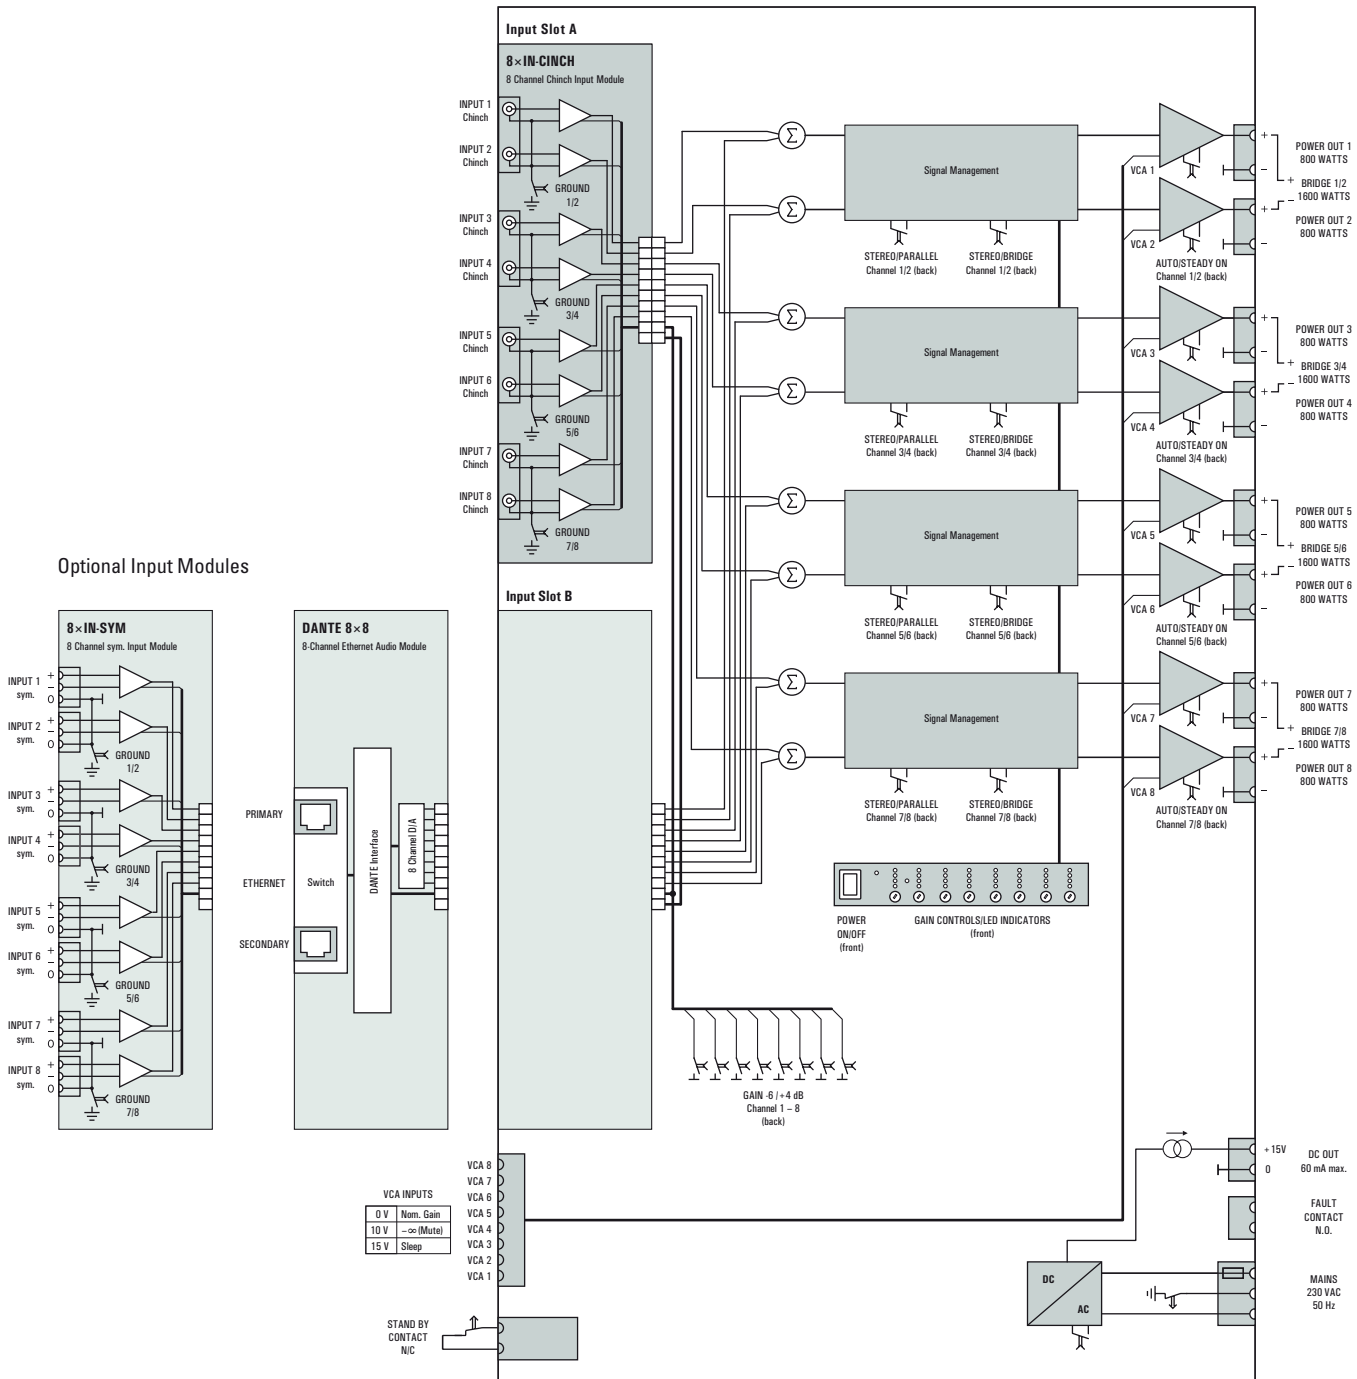 Input Slot A
8×IN-CINCH
8 Channel Chinch Input Module
INPUT 1
Chinch
INPUT 2
Chinch
GROUND
1/2
INPUT 3
Chinch
INPUT 4
Chinch
GROUND
3/4
INPUT 5
Chinch
INPUT 6
Chinch
GROUND
5/6
INPUT 7
Chinch
INPUT 8
Chinch
GROUND
7/8
Σ
Σ
Signal Management
STEREO/PARALLEL
Channel 1/2 (back)
STEREO/BRIDGE
Channel 1/2 (back)
VCA 1
VCA 2
AUTO/STEADY ON
Channel 1/2 (back)
+
−
+
−
POWER OUT 1
800 WATTS
+ BRIDGE 1/2
− 1600 WATTS
POWER OUT 2
800 WATTS
Σ
Σ
Signal Management
STEREO/PARALLEL
Channel 3/4 (back)
STEREO/BRIDGE
Channel 3/4 (back)
VCA 3
VCA 4
AUTO/STEADY ON
Channel 3/4 (back)
+
−
+
−
POWER OUT 3
800 WATTS
+ BRIDGE 3/4
− 1600 WATTS
POWER OUT 4
800 WATTS
Σ
Σ
Signal Management
STEREO/PARALLEL
Channel 5/6 (back)
STEREO/BRIDGE
Channel 5/6 (back)
VCA 5
VCA 6
AUTO/STEADY ON
Channel 5/6 (back)
+
−
+
−
POWER OUT 5
800 WATTS
+ BRIDGE 5/6
− 1600 WATTS
POWER OUT 6
800 WATTS
Σ
Σ
Signal Management
STEREO/PARALLEL
Channel 7/8 (back)
STEREO/BRIDGE
Channel 7/8 (back)
VCA 7
VCA 8
AUTO/STEADY ON
Channel 7/8 (back)
+
−
+
−
POWER OUT 7
800 WATTS
+ BRIDGE 7/8
− 1600 WATTS
POWER OUT 8
800 WATTS
Optional Input Modules
8×IN-SYM
8 Channel sym. Input Module
INPUT 1
sym.
+
−
0
INPUT 2
sym.
+
−
0
GROUND
1/2
INPUT 3
sym.
+
−
0
INPUT 4
sym.
+
−
0
GROUND
3/4
INPUT 5
sym.
+
−
0
INPUT 6
sym.
+
−
0
GROUND
5/6
INPUT 7
sym.
+
−
0
INPUT 8
sym.
+
−
0
GROUND
7/8
DANTE 8×8
8-Channel Ethernet Audio Module
PRIMARY
ETHERNET
SECONDARY
Switch
DANTE Interface
8 Channel D/A
Input Slot B
POWER
ON/OFF
(front)
GAIN CONTROLS/LED INDICATORS
(front)
GAIN -6 / +4 dB
Channel 1 – 8
(back)
VCA INPUTS
0 V Nom. Gain
10 V −∞ (Mute)
15 V Sleep
VCA 8
VCA 7
VCA 6
VCA 5
VCA 4
VCA 3
VCA 2
VCA 1
STAND BY
CONTACT
N/C
+ 15V
0
DC OUT
60 mA max.
FAULT
CONTACT
N.O.
DC
AC
MAINS
230 VAC
50 Hz